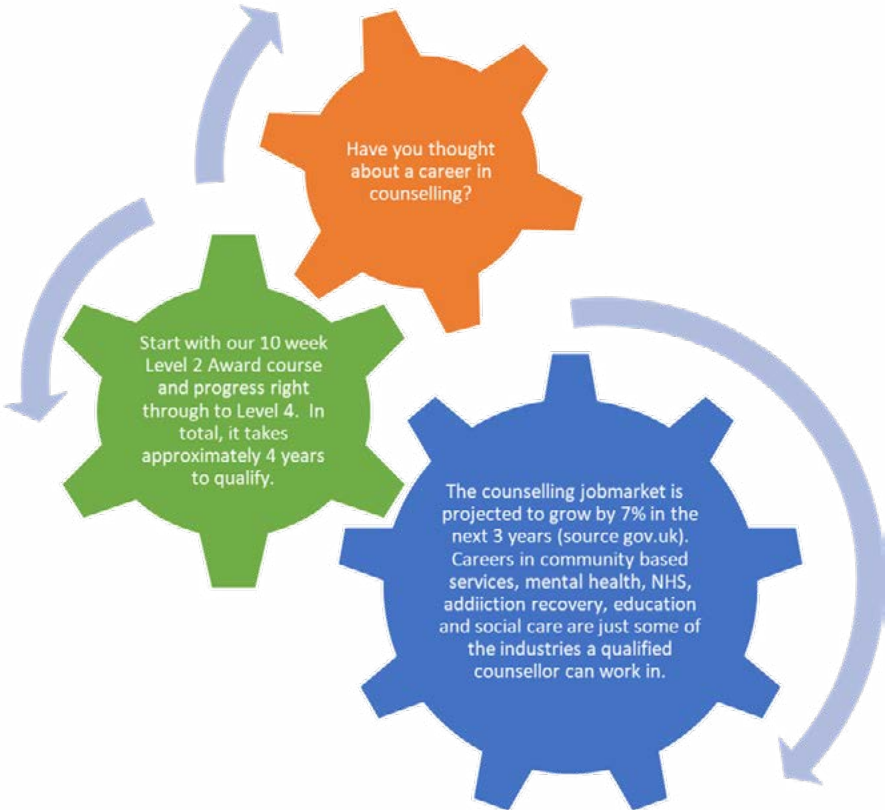 Have you thought
about a career in
counselling?
Start with our 10 week
Level 2 Award course
and progress right
through to Level 4.  In
total, it takes
approximately 4 years
to qualify.
The counselling jobmarket is
projected to grow by 7% in the
next 3 years (source gov.uk).
Careers in community based
services, mental health, NHS,
addiiction recovery, education
and social care are just some of
the industries a qualified
counsellor can work in.